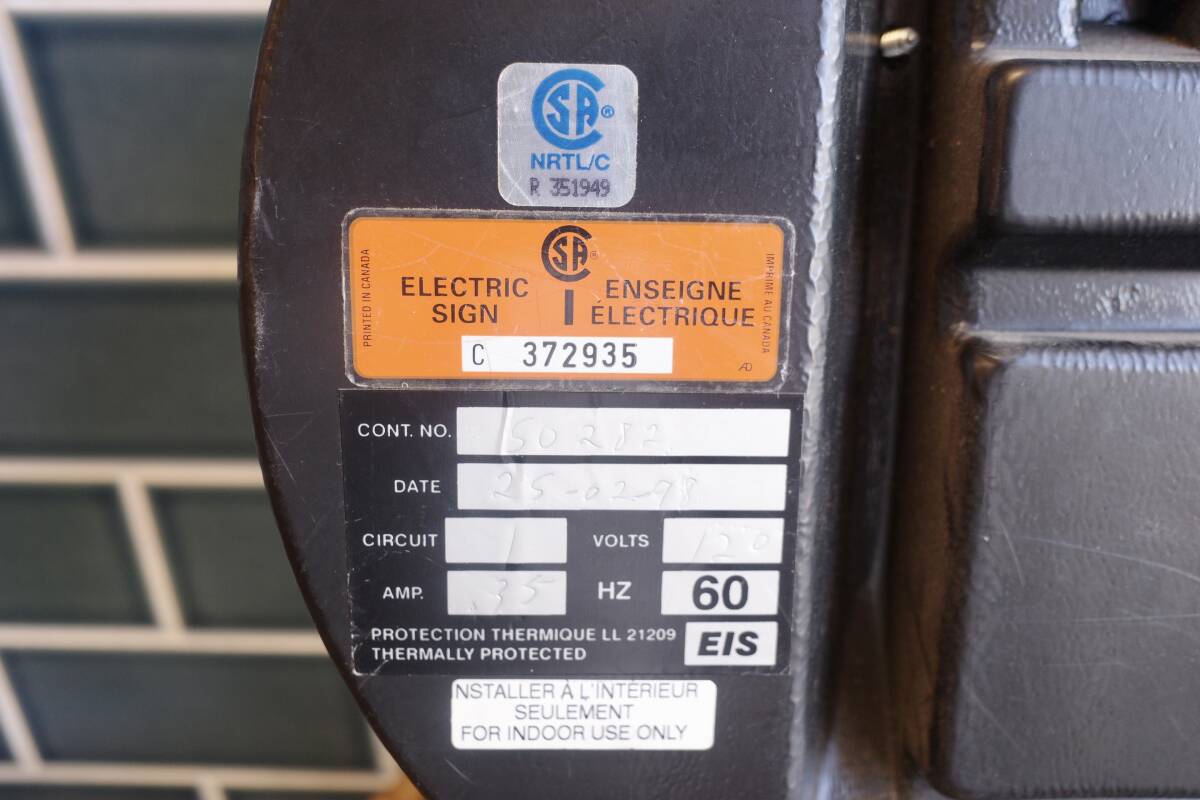 CSA®
NRTL/C
R 351949
CSA®
PRINTED IN CANADA
ELECTRIC SIGN
ENSEIGNE ÉLECTRIQUE
IMPRIMÉ AU CANADA
C 372935
CONT. NO. 50282
DATE 25-02-98
CIRCUIT 1 VOLTS 120
AMP. .35 HZ 60
PROTECTION THERMIQUE LL 21209
THERMALLY PROTECTED
EIS
NSTALLER À L'INTÉRIEUR
SEULEMENT
FOR INDOOR USE ONLY